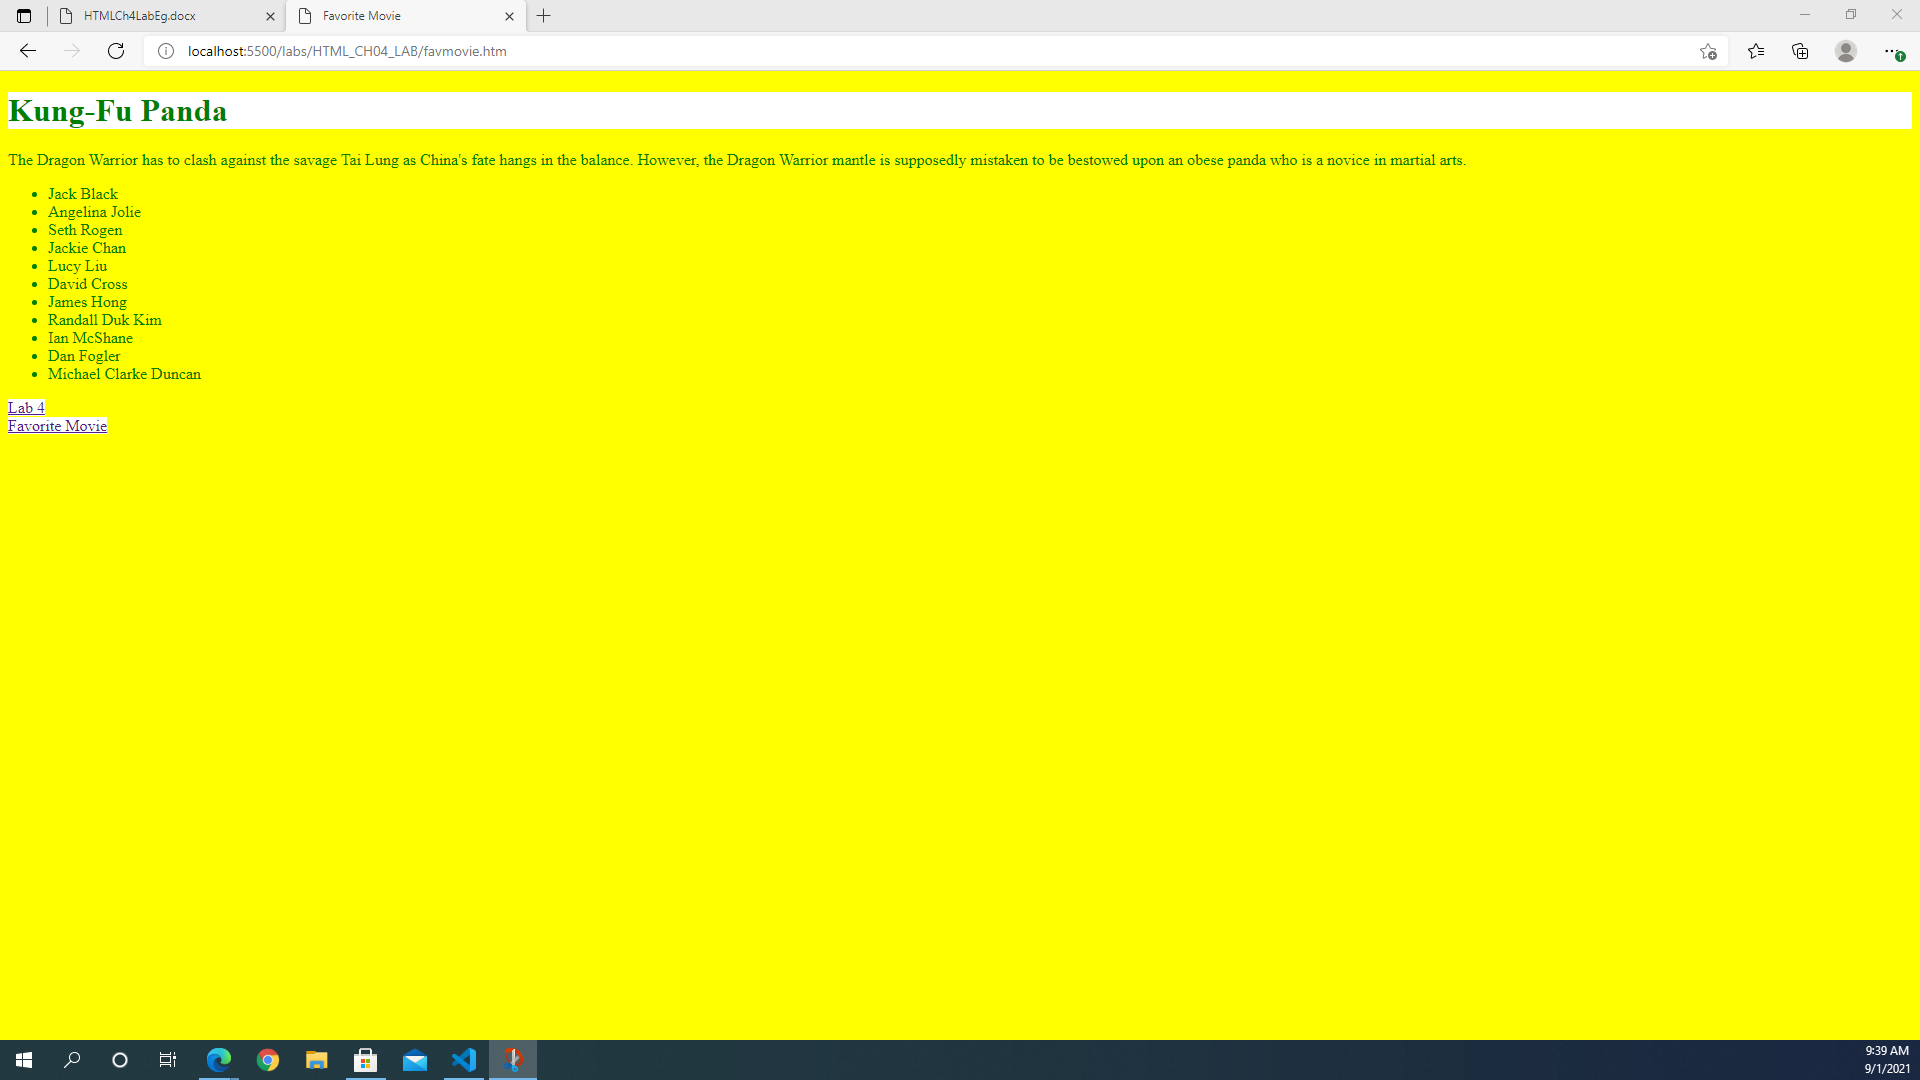 HTMLCh4LabEg.docx
Favorite Movie
localhost:5500/labs/HTML_CH04_LAB/favmovie.htm
Kung-Fu Panda
The Dragon Warrior has to clash against the savage Tai Lung as China's fate hangs in the balance. However, the Dragon Warrior mantle is supposedly mistaken to be bestowed upon an obese panda who is a novice in martial arts.
Jack Black
Angelina Jolie
Seth Rogen
Jackie Chan
Lucy Liu
David Cross
James Hong
Randall Duk Kim
Ian McShane
Dan Fogler
Michael Clarke Duncan
Lab 4
Favorite Movie
9:39 AM
9/1/2021